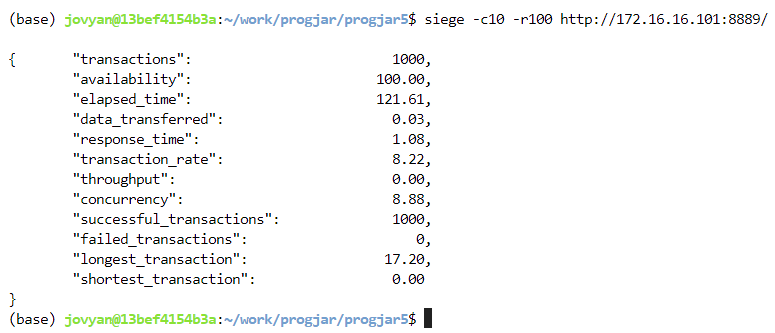 (base) jovyan@13bef4154b3a:~/work/progjar/progjar5$ siege -c10 -r100 http://172.16.16.101:8889/
{ "transactions": 1000,
"availability": 100.00,
"elapsed_time": 121.61,
"data_transferred": 0.03,
"response_time": 1.08,
"transaction_rate": 8.22,
"throughput": 0.00,
"concurrency": 8.88,
"successful_transactions": 1000,
"failed_transactions": 0,
"longest_transaction": 17.20,
"shortest_transaction": 0.00
}
(base) jovyan@13bef4154b3a:~/work/progjar/progjar5$